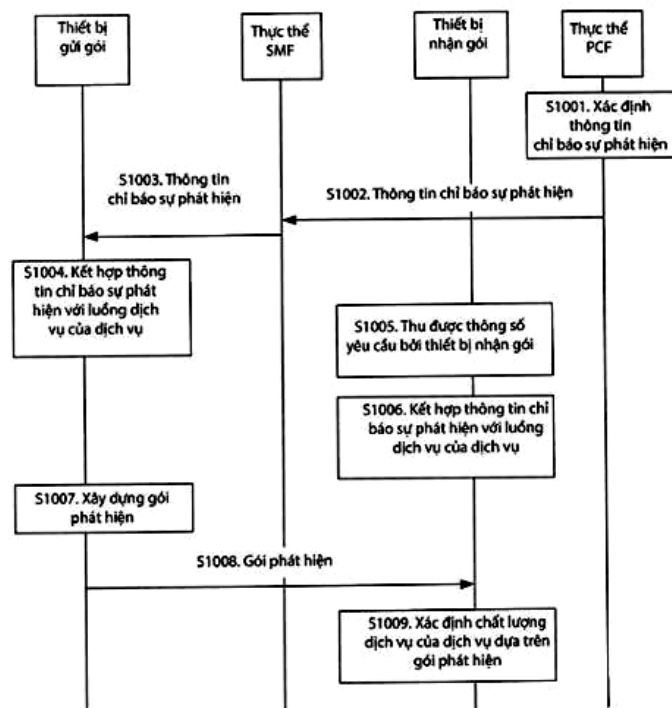 Thiết bị
gửi gói
Thực thể
SMF
Thiết bị
nhận gói
Thực thể
PCF
S1001. Xác định
thông tin
chỉ báo sự phát hiện
S1003. Thông tin
chỉ báo sự phát hiện
S1002. Thông tin chỉ báo sự phát hiện
S1004. Kết hợp thông
tin chỉ báo sự phát
hiện với luồng dịch
vụ của dịch vụ
S1005. Thu được thông số
yêu cầu bởi thiết bị nhận gói
S1006. Kết hợp thông tin chỉ
báo sự phát hiện với luồng
dịch vụ của dịch vụ
S1007. Xây dựng gói
phát hiện
S1008. Gói phát hiện
S1009. Xác định chất lượng
dịch vụ của dịch vụ dựa trên
gói phát hiện